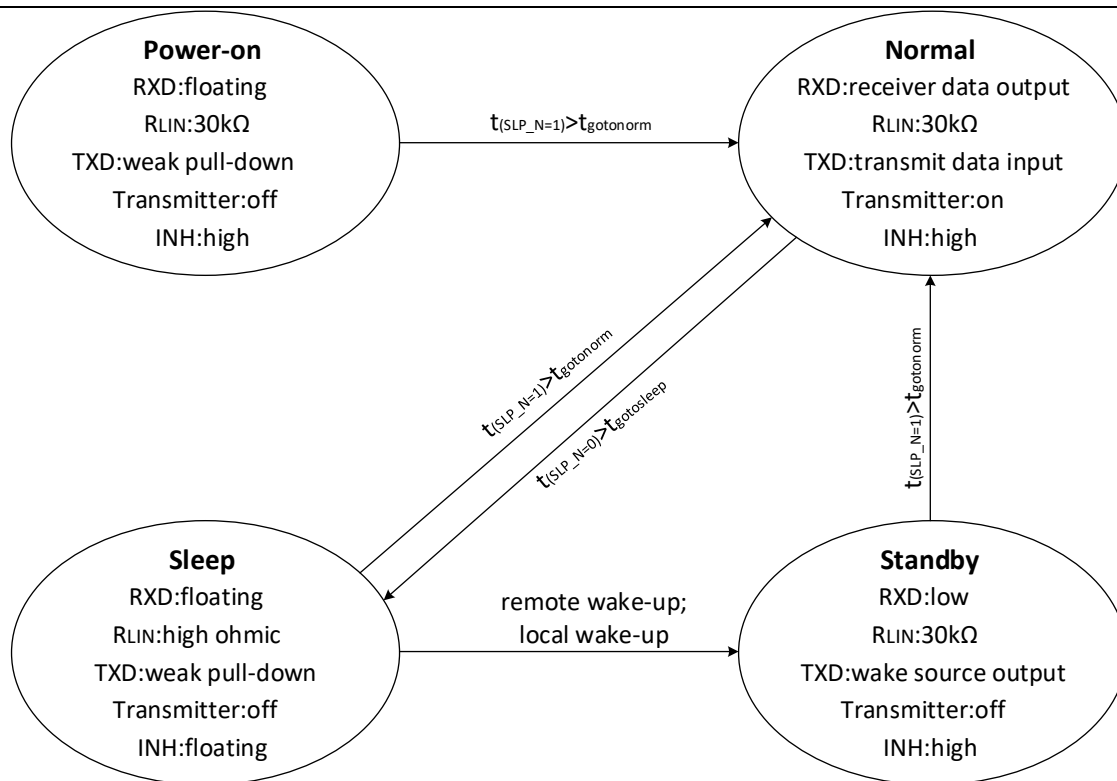 Power-on
RXD:floating
RLIN:30kΩ
TXD:weak pull-down
Transmitter:off
INH:high
t(SLP_N=1)>tgotonorm
Normal
RXD:receiver data output
RLIN:30kΩ
TXD:transmit data input
Transmitter:on
INH:high
t(SLP_N=1)>tgotonorm
t(SLP_N=0)>tgotosleep
t(SLP_N=1)>tgotonorm
Sleep
RXD:floating
RLIN:high ohmic
TXD:weak pull-down
Transmitter:off
INH:floating
remote wake-up;
local wake-up
Standby
RXD:low
RLIN:30kΩ
TXD:wake source output
Transmitter:off
INH:high